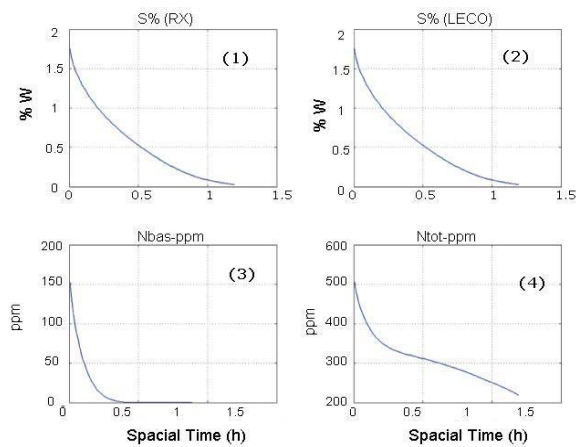 S% (RX)
2
1.5
1
0.5
0
% W
(1)
0 0.5 1 1.5
S% (LECO)
2
1.5
1
0.5
0
% W
(2)
0 0.5 1 1.5
Nbas-ppm
200
150
100
50
0
ppm
(3)
0 0.5 1 1.5
Spacial Time (h)
Ntot-ppm
600
500
400
300
200
ppm
(4)
0 0.5 1 1.5
Spacial Time (h)